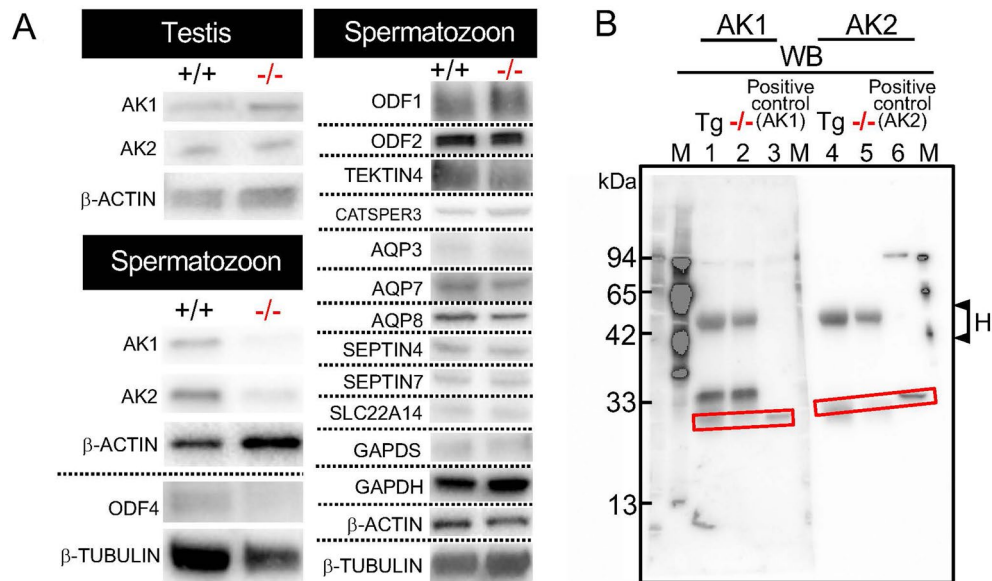 A
Testis
+/+ -/-
AK1
AK2
β-ACTIN
Spermatozoon
+/+ -/-
AK1
AK2
β-ACTIN
ODF4
β-TUBULIN
Spermatozoon
+/+ -/-
ODF1
ODF2
TEKTIN4
CATSPER3
AQP3
AQP7
AQP8
SEPTIN4
SEPTIN7
SLC22A14
GAPDS
GAPDH
β-ACTIN
β-TUBULIN
B
AK1 AK2
WB
Positive Positive
Tg -/- control Tg -/- control
(AK1) (AK2)
M 1 2 3 M 4 5 6 M
kDa
94
65
42
33
13
H